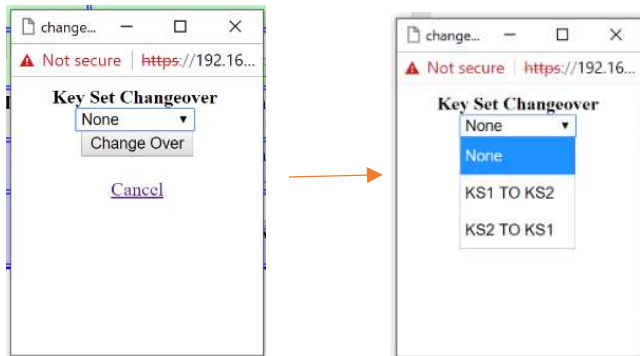 change...
Not secure https://192.16...
Key Set Changeover
None
Change Over
Cancel
change...
Not secure https://192.16...
Key Set Changeover
None
None
KS1 TO KS2
KS2 TO KS1